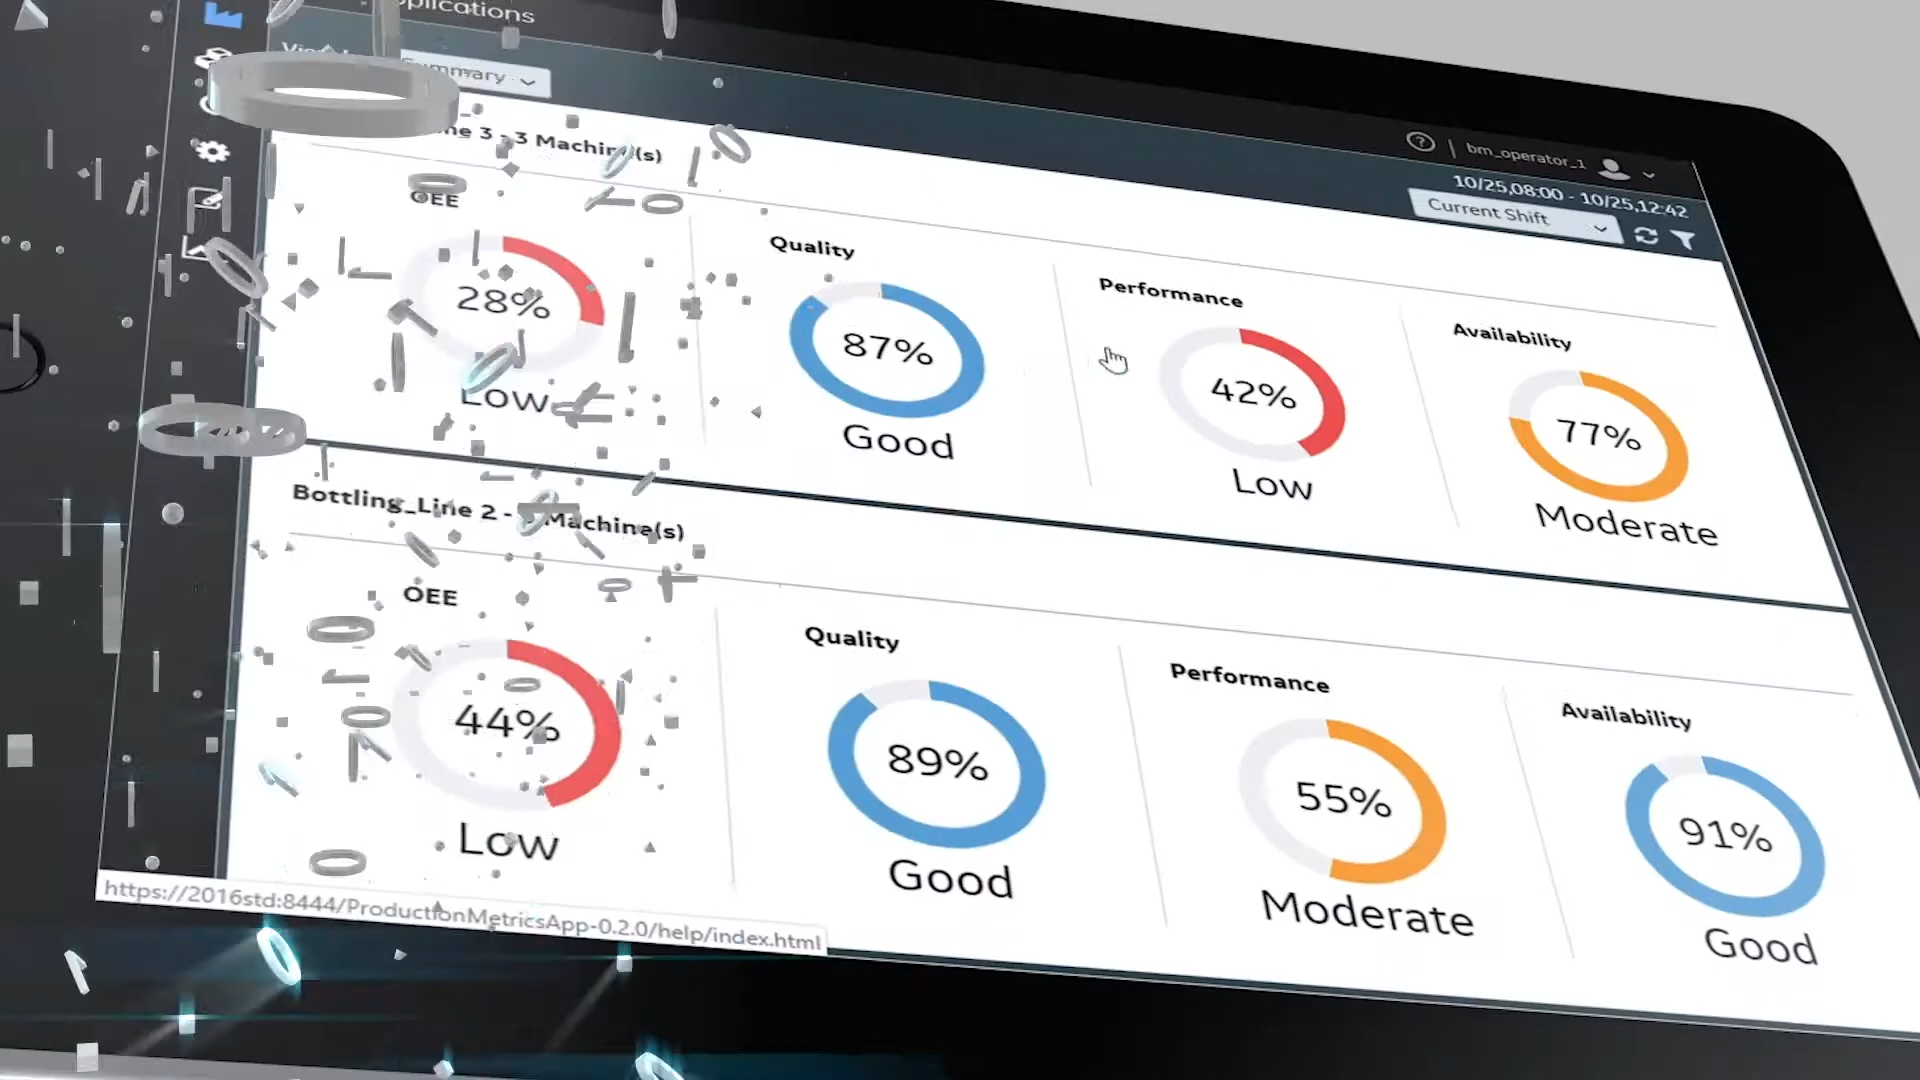 bm_operator_1
10/25,08:00 - 10/25,12:42
Current Shift
3 - 3 Machine(s)
OEE
Quality
Performance
Availability
28%
87%
42%
77%
Low
Good
Low
Moderate
Bottling_Line 2 - Machine(s)
OEE
Quality
Performance
Availability
44%
89%
55%
91%
Low
Good
Moderate
Good
https://2016std:8444/ProductionMetricsApp-0.2.0/help/index.html